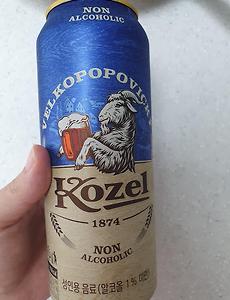 NON
ALCOHOLIC
VELKOPOPOVICKÝ
Kozel
1874
NON
ALCOHOLIC
성인용 음료 (알코올 1% 미만)